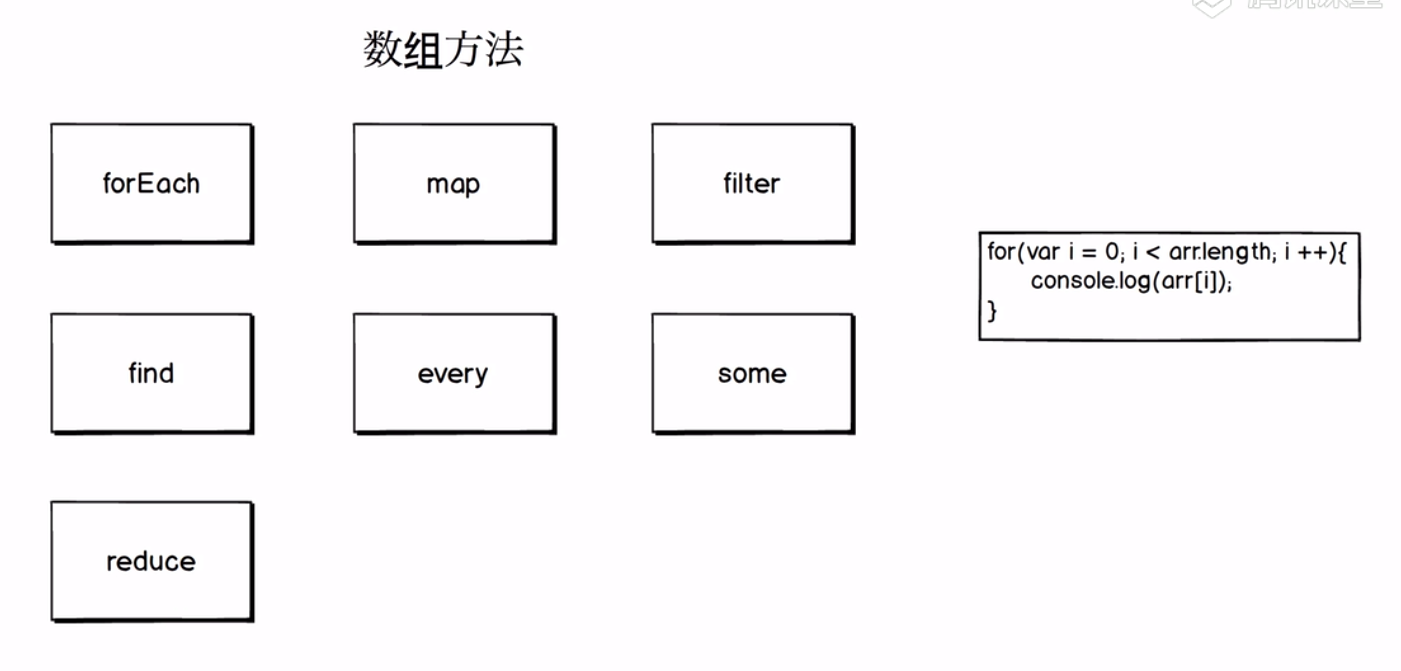 数组方法
forEach
map
filter
for(var i = 0; i < arr.length; i ++){
console.log(arr[i]);
}
find
every
some
reduce